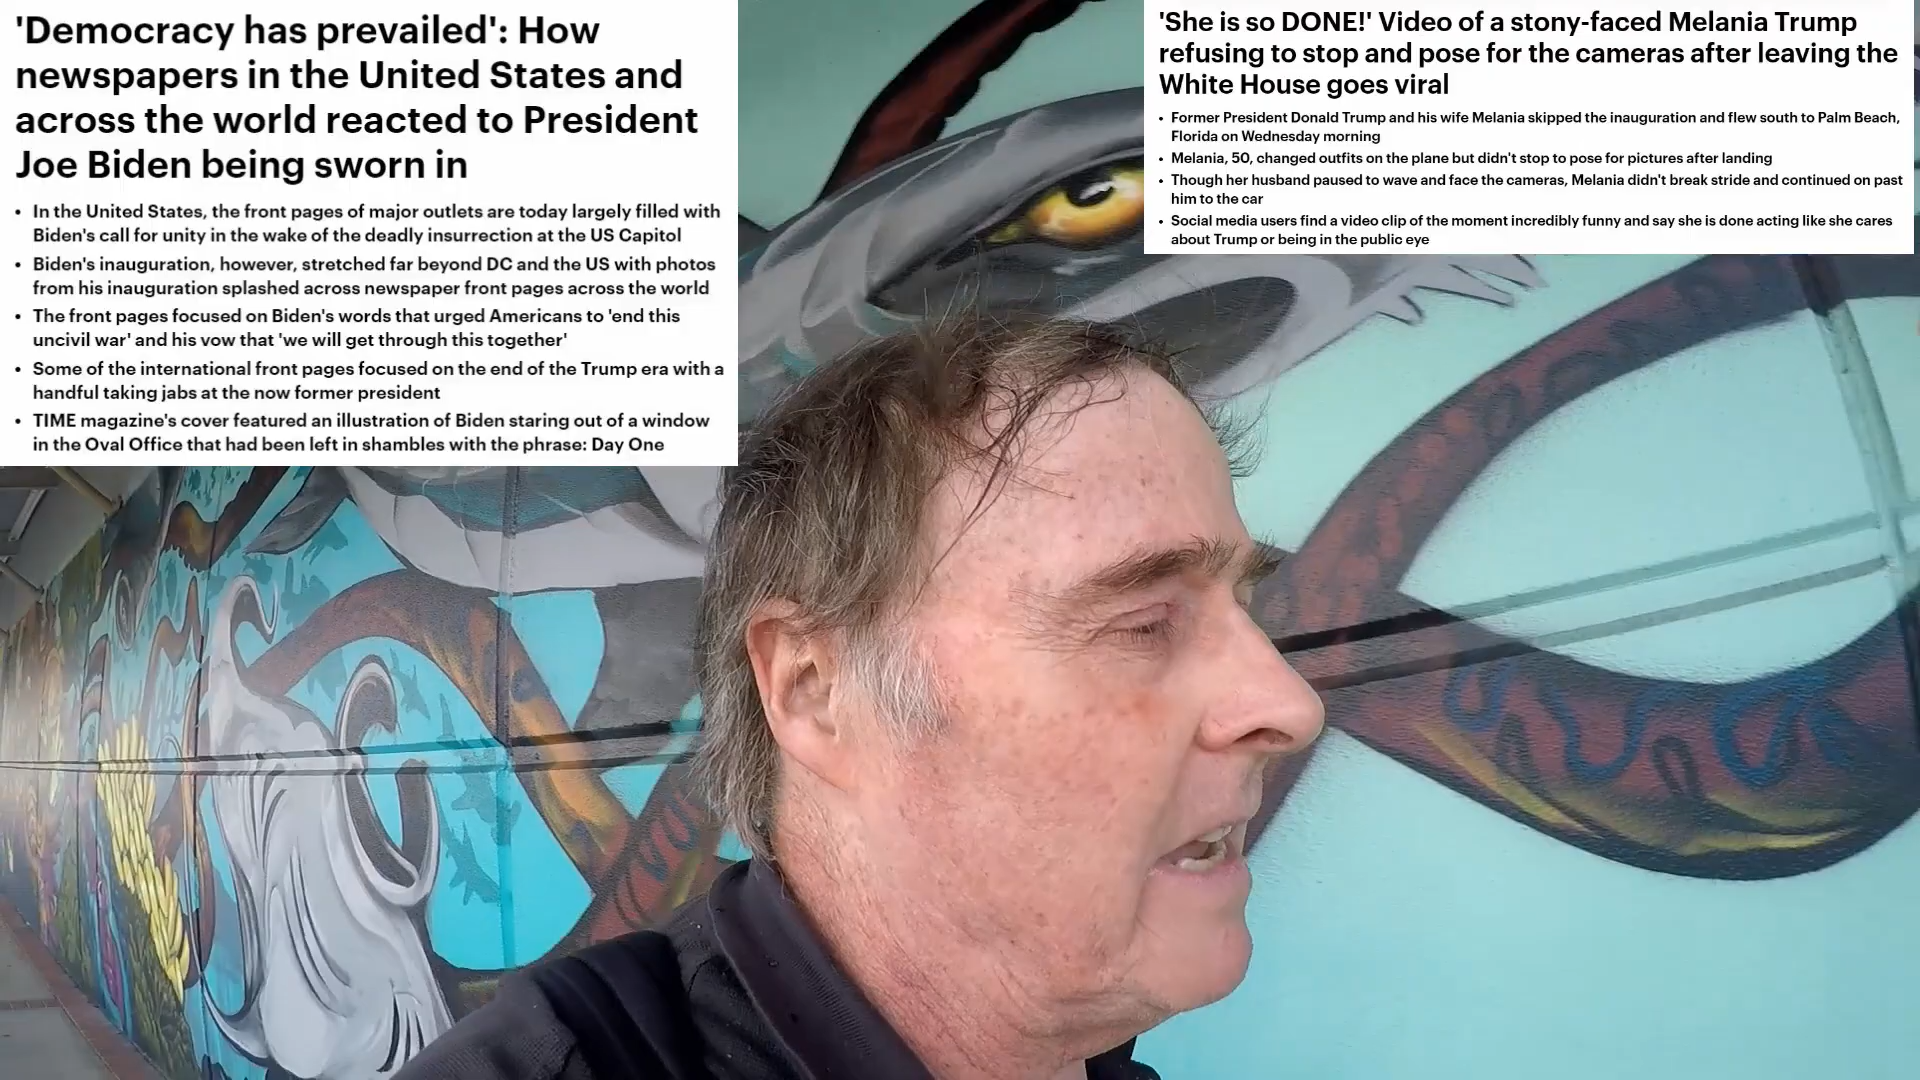 'Democracy has prevailed': How
newspapers in the United States and
across the world reacted to President
Joe Biden being sworn in
• In the United States, the front pages of major outlets are today largely filled with
Biden's call for unity in the wake of the deadly insurrection at the US Capitol
• Biden's inauguration, however, stretched far beyond DC and the US with photos
from his inauguration splashed across newspaper front pages across the world
• The front pages focused on Biden's words that urged Americans to 'end this
uncivil war' and his vow that 'we will get through this together'
• Some of the international front pages focused on the end of the Trump era with a
handful taking jabs at the now former president
• TIME magazine's cover featured an illustration of Biden staring out of a window
in the Oval Office that had been left in shambles with the phrase: Day One
'She is so DONE!' Video of a stony-faced Melania Trump
refusing to stop and pose for the cameras after leaving the
White House goes viral
• Former President Donald Trump and his wife Melania skipped the inauguration and flew south to Palm Beach,
Florida on Wednesday morning
• Melania, 50, changed outfits on the plane but didn't stop to pose for pictures after landing
• Though her husband paused to wave and face the cameras, Melania didn't break stride and continued on past
him to the car
• Social media users find a video clip of the moment incredibly funny and say she is done acting like she cares
about Trump or being in the public eye